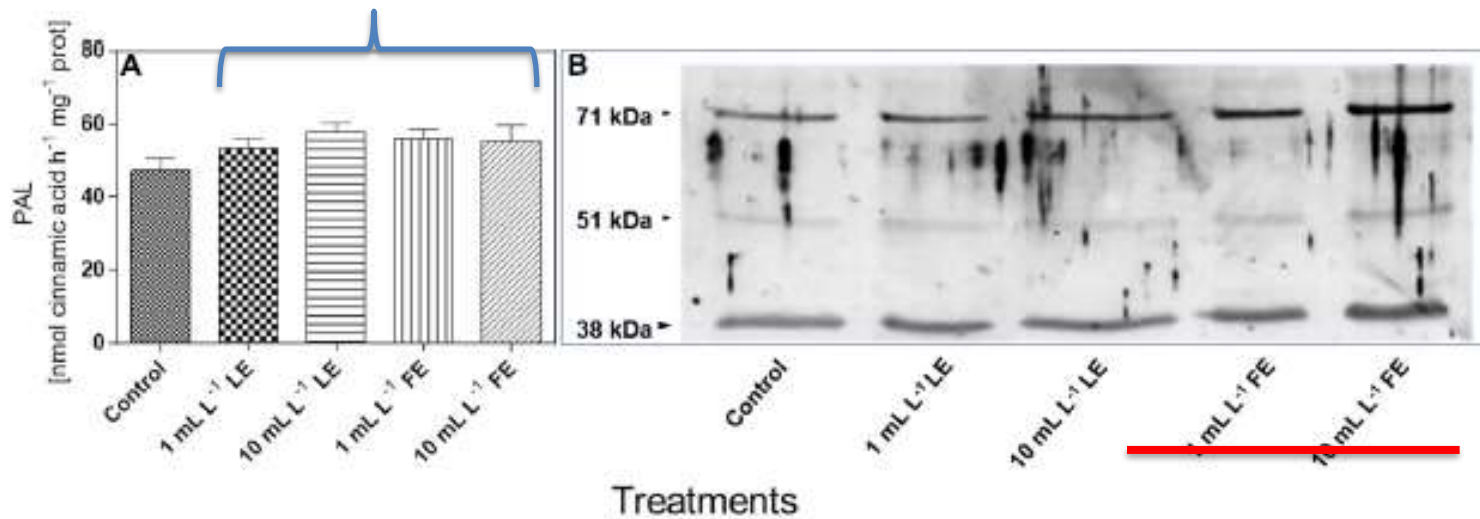 A
80
60
40
20
0
PAL
[nmol cinnamic acid h⁻¹ mg⁻¹ prot]
Control
1 mL L⁻¹ LE
10 mL L⁻¹ LE
1 mL L⁻¹ FE
10 mL L⁻¹ FE
B
71 kDa
51 kDa
38 kDa
Control
1 mL L⁻¹ LE
10 mL L⁻¹ LE
mL L⁻¹ FE
10 mL L⁻¹ FE
Treatments